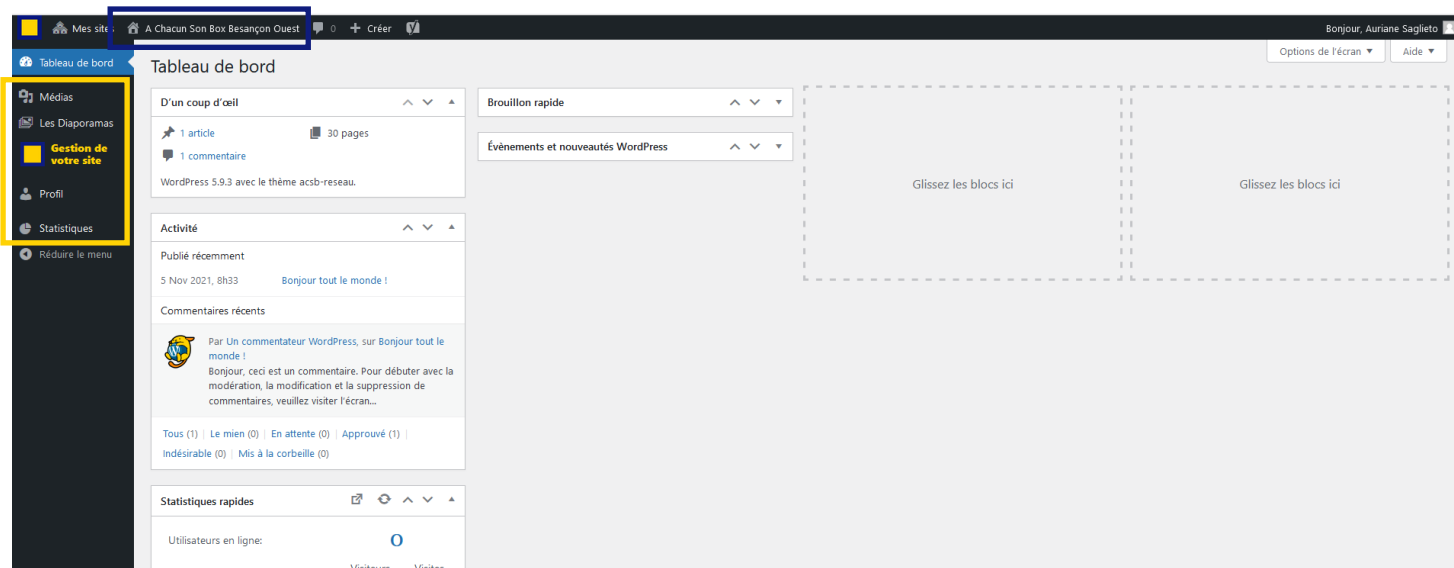 Mes sites A Chacun Son Box Besançon Ouest 0 + Créer Bonjour, Auriane Saglieto
Options de l'écran ▼ Aide ▼
Tableau de bord
Médias
Les Diaporamas
Gestion de
votre site
Profil
Statistiques
Réduire le menu
Tableau de bord
D'un coup d'œil
1 article 30 pages
1 commentaire
WordPress 5.9.3 avec le thème acsb-reseau.
Activité
Publié récemment
5 Nov 2021, 8h33 Bonjour tout le monde !
Commentaires récents
Par Un commentateur WordPress, sur Bonjour tout le
monde !
Bonjour, ceci est un commentaire. Pour débuter avec la
modération, la modification et la suppression de
commentaires, veuillez visiter l'écran…
Tous (1) | Le mien (0) | En attente (0) | Approuvé (1) |
Indésirable (0) | Mis à la corbeille (0)
Statistiques rapides
Utilisateurs en ligne: 0
Visiteurs Visites
Brouillon rapide
Évènements et nouveautés WordPress
Glissez les blocs ici
Glissez les blocs ici